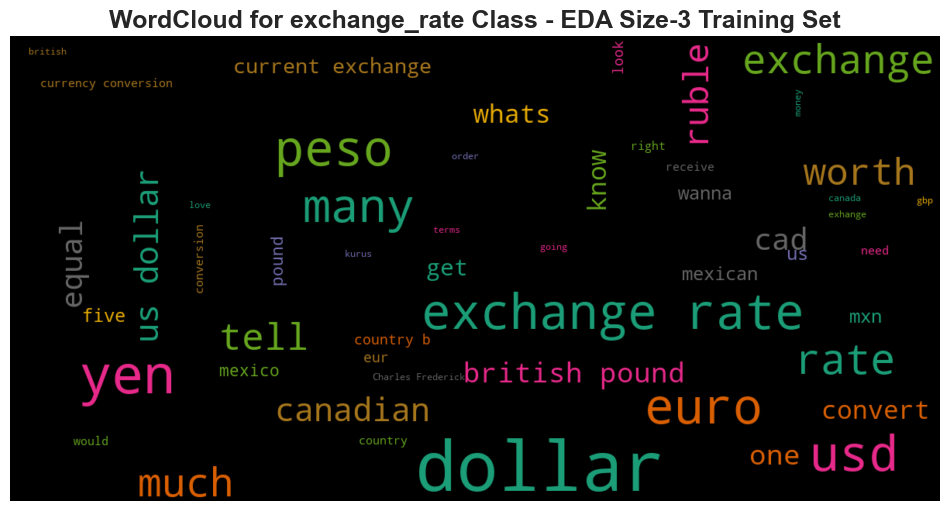 WordCloud for exchange_rate Class - EDA Size-3 Training Set
british
currency conversion
current exchange
look
ruble
exchange
money
whats
peso
order
know
right
receive
worth
wanna
canada
gbp
exhange
many
love
us dollar
equal
conversion
pound
terms
kurus
going
cad
us
need
get
mexican
five
exchange rate
mxn
tell
country b
eur
mexico
Charles Frederick
british pound
rate
yen
canadian
euro
convert
would
country
dollar
one
usd
much